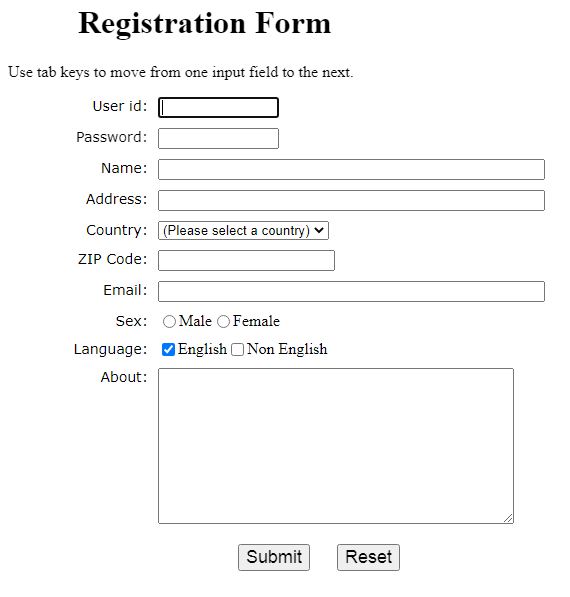 Registration Form
Use tab keys to move from one input field to the next.
User id:
Password:
Name:
Address:
Country: (Please select a country)
ZIP Code:
Email:
Sex: Male Female
Language: English Non English
About:
Submit Reset